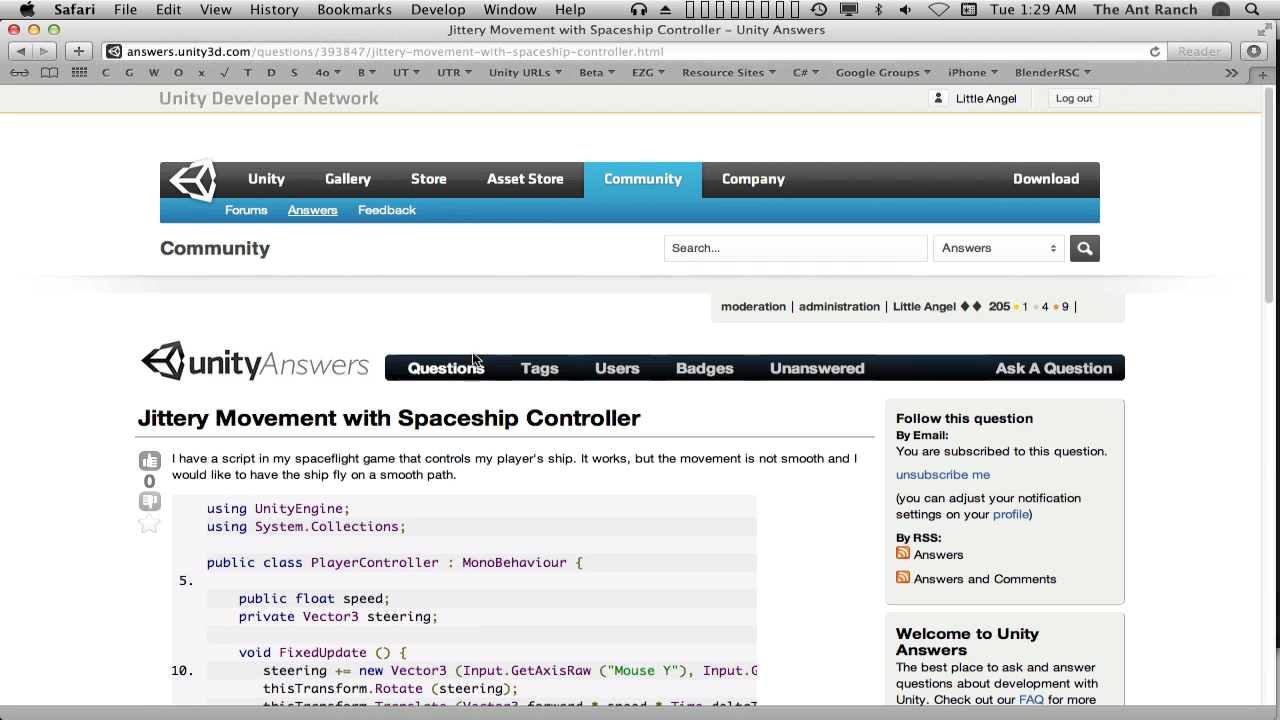 Safari File Edit View History Bookmarks Develop Window Help Tue 1:29 AM The Ant Ranch
Jittery Movement with Spaceship Controller – Unity Answers
answers.unity3d.com/questions/393847/jittery-movement-with-spaceship-controller.html Reader
C G W O x √ T D S 4o B UT UTR Unity URLs Beta EZG Resource Sites C# Google Groups iPhone BlenderRSC
Unity Developer Network Little Angel Log out
Unity Gallery Store Asset Store Community Company Download
Forums Answers Feedback
Community Search... Answers
moderation | administration | Little Angel ♦♦ 205 ● 1 ● 4 ● 9 |
unityAnswers Questions Tags Users Badges Unanswered Ask A Question
Jittery Movement with Spaceship Controller
I have a script in my spaceflight game that controls my player's ship. It works, but the movement is not smooth and I
would like to have the ship fly on a smooth path.
0
using UnityEngine;
using System.Collections;
public class PlayerController : MonoBehaviour {
5.
public float speed;
private Vector3 steering;
void FixedUpdate () {
10. steering += new Vector3 (Input.GetAxisRaw ("Mouse Y"), Input.G
thisTransform.Rotate (steering);
thisTransform.Translate (Vector3.forward * speed * Time.deltaT
Follow this question
By Email:
You are subscribed to this question.
unsubscribe me
(you can adjust your notification
settings on your profile)
By RSS:
Answers
Answers and Comments
Welcome to Unity
Answers
The best place to ask and answer
questions about development with
Unity. Check out our FAQ for more